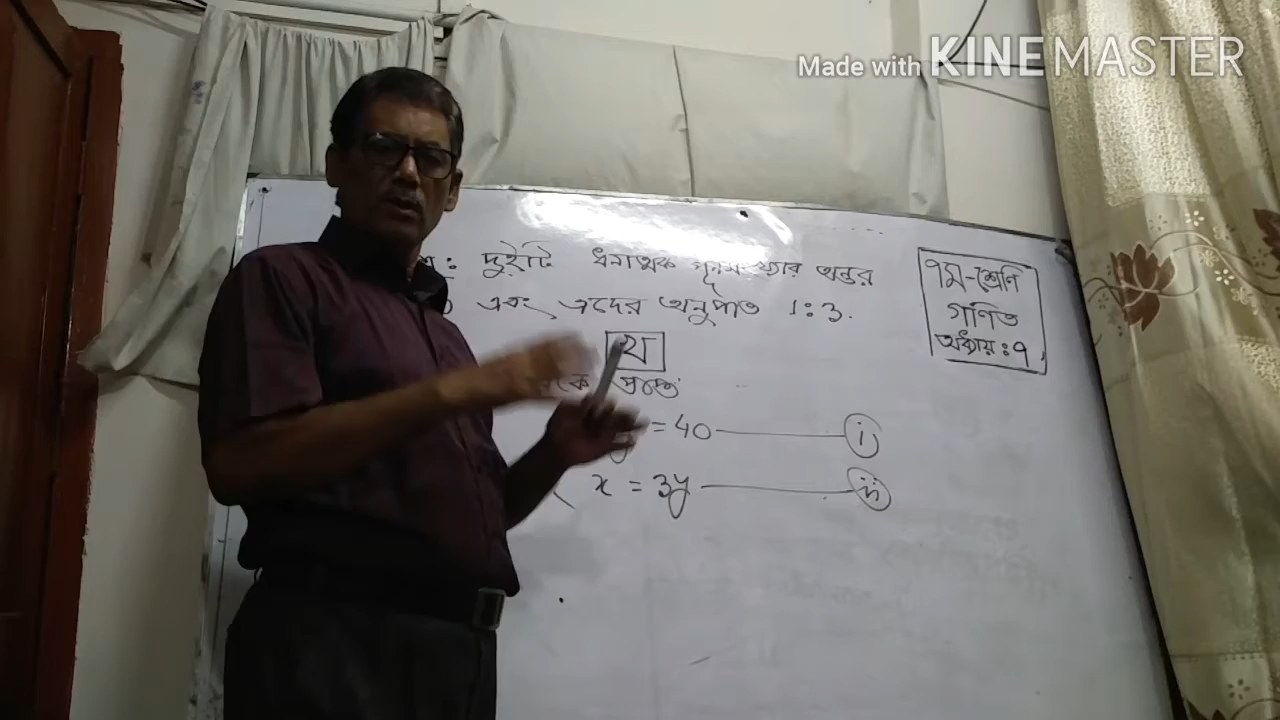 Made with KINEMASTER
: দুইটি ধনাত্মক পূর্ণসংখ্যার অন্তর
এবং এদের অনুপাত 1:3.
৭ম-শ্রেণি
গণিত
অধ্যায়:৭
খ
প্রাপ্ত
= 40 i
x = 3y ii